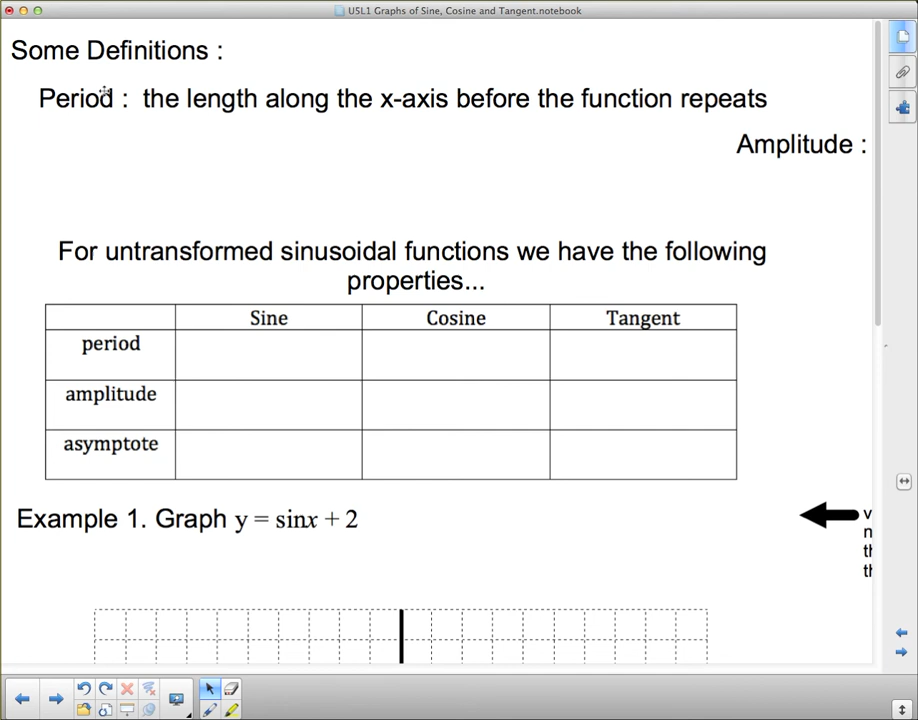 U5L1 Graphs of Sine, Cosine and Tangent.notebook
Some Definitions :
Period : the length along the x-axis before the function repeats
Amplitude :
For untransformed sinusoidal functions we have the following
properties...
Sine Cosine Tangent
period
amplitude
asymptote
Example 1. Graph y = sinx + 2
v
n
th
th